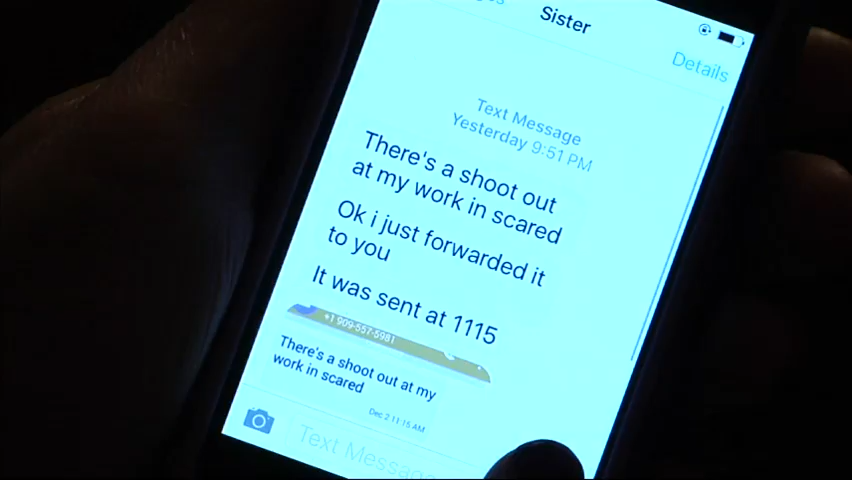 Sister
Details
Text Message
Yesterday 9:51 PM
There's a shoot out
at my work in scared
Ok i just forwarded it
to you
It was sent at 1115
+1 909-557-5981
There's a shoot out at my
work in scared
Dec 2 11:15 AM
Text Message